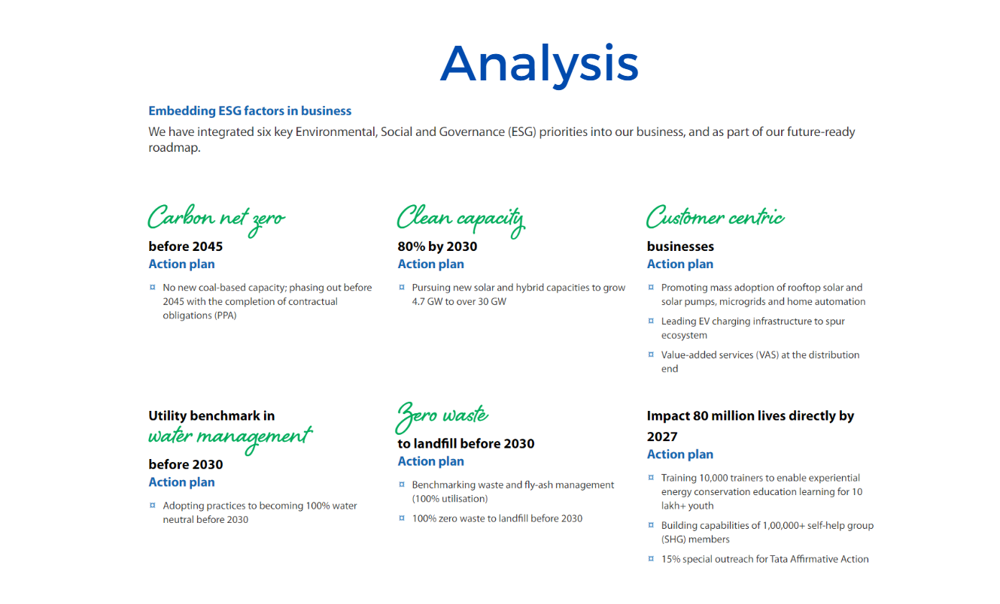 Analysis
Embedding ESG factors in business
We have integrated six key Environmental, Social and Governance (ESG) priorities into our business, and as part of our future-ready
roadmap.
Carbon net zero
before 2045
Action plan
¤ No new coal-based capacity; phasing out before
2045 with the completion of contractual
obligations (PPA)
Clean capacity
80% by 2030
Action plan
¤ Pursuing new solar and hybrid capacities to grow
4.7 GW to over 30 GW
Customer centric
businesses
Action plan
¤ Promoting mass adoption of rooftop solar and
solar pumps, microgrids and home automation
¤ Leading EV charging infrastructure to spur
ecosystem
¤ Value-added services (VAS) at the distribution
end
Utility benchmark in
water management
before 2030
Action plan
¤ Adopting practices to becoming 100% water
neutral before 2030
Zero waste
to landfill before 2030
Action plan
¤ Benchmarking waste and fly-ash management
(100% utilisation)
¤ 100% zero waste to landfill before 2030
Impact 80 million lives directly by
2027
Action plan
¤ Training 10,000 trainers to enable experiential
energy conservation education learning for 10
lakh+ youth
¤ Building capabilities of 1,00,000+ self-help group
(SHG) members
¤ 15% special outreach for Tata Affirmative Action